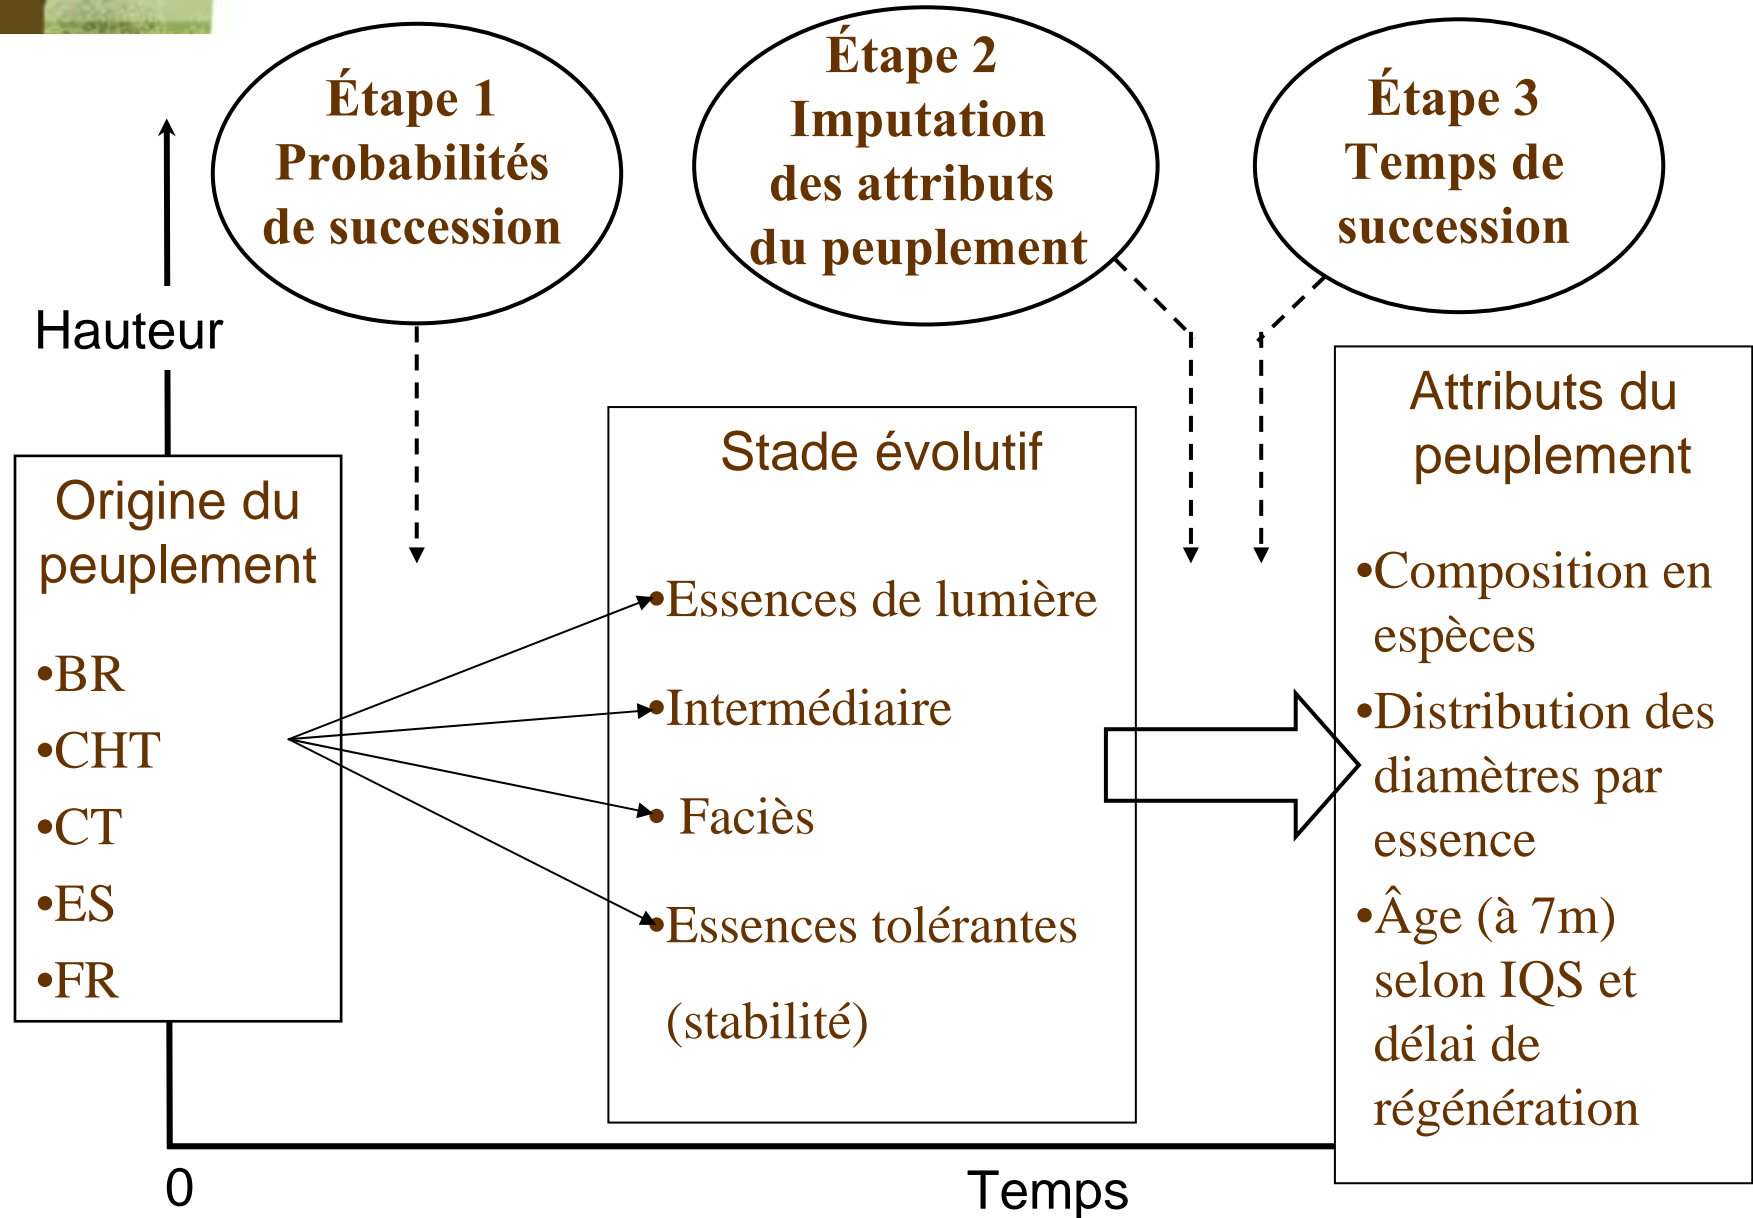 Étape 1
Probabilités
de succession
Étape 2
Imputation
des attributs
du peuplement
Étape 3
Temps de
succession
Hauteur
Origine du
peuplement
•BR
•CHT
•CT
•ES
•FR
Stade évolutif
•Essences de lumière
•Intermédiaire
• Faciès
•Essences tolérantes
(stabilité)
Attributs du
peuplement
•Composition en
espèces
•Distribution des
diamètres par
essence
•Âge (à 7m)
selon IQS et
délai de
régénération
0
Temps